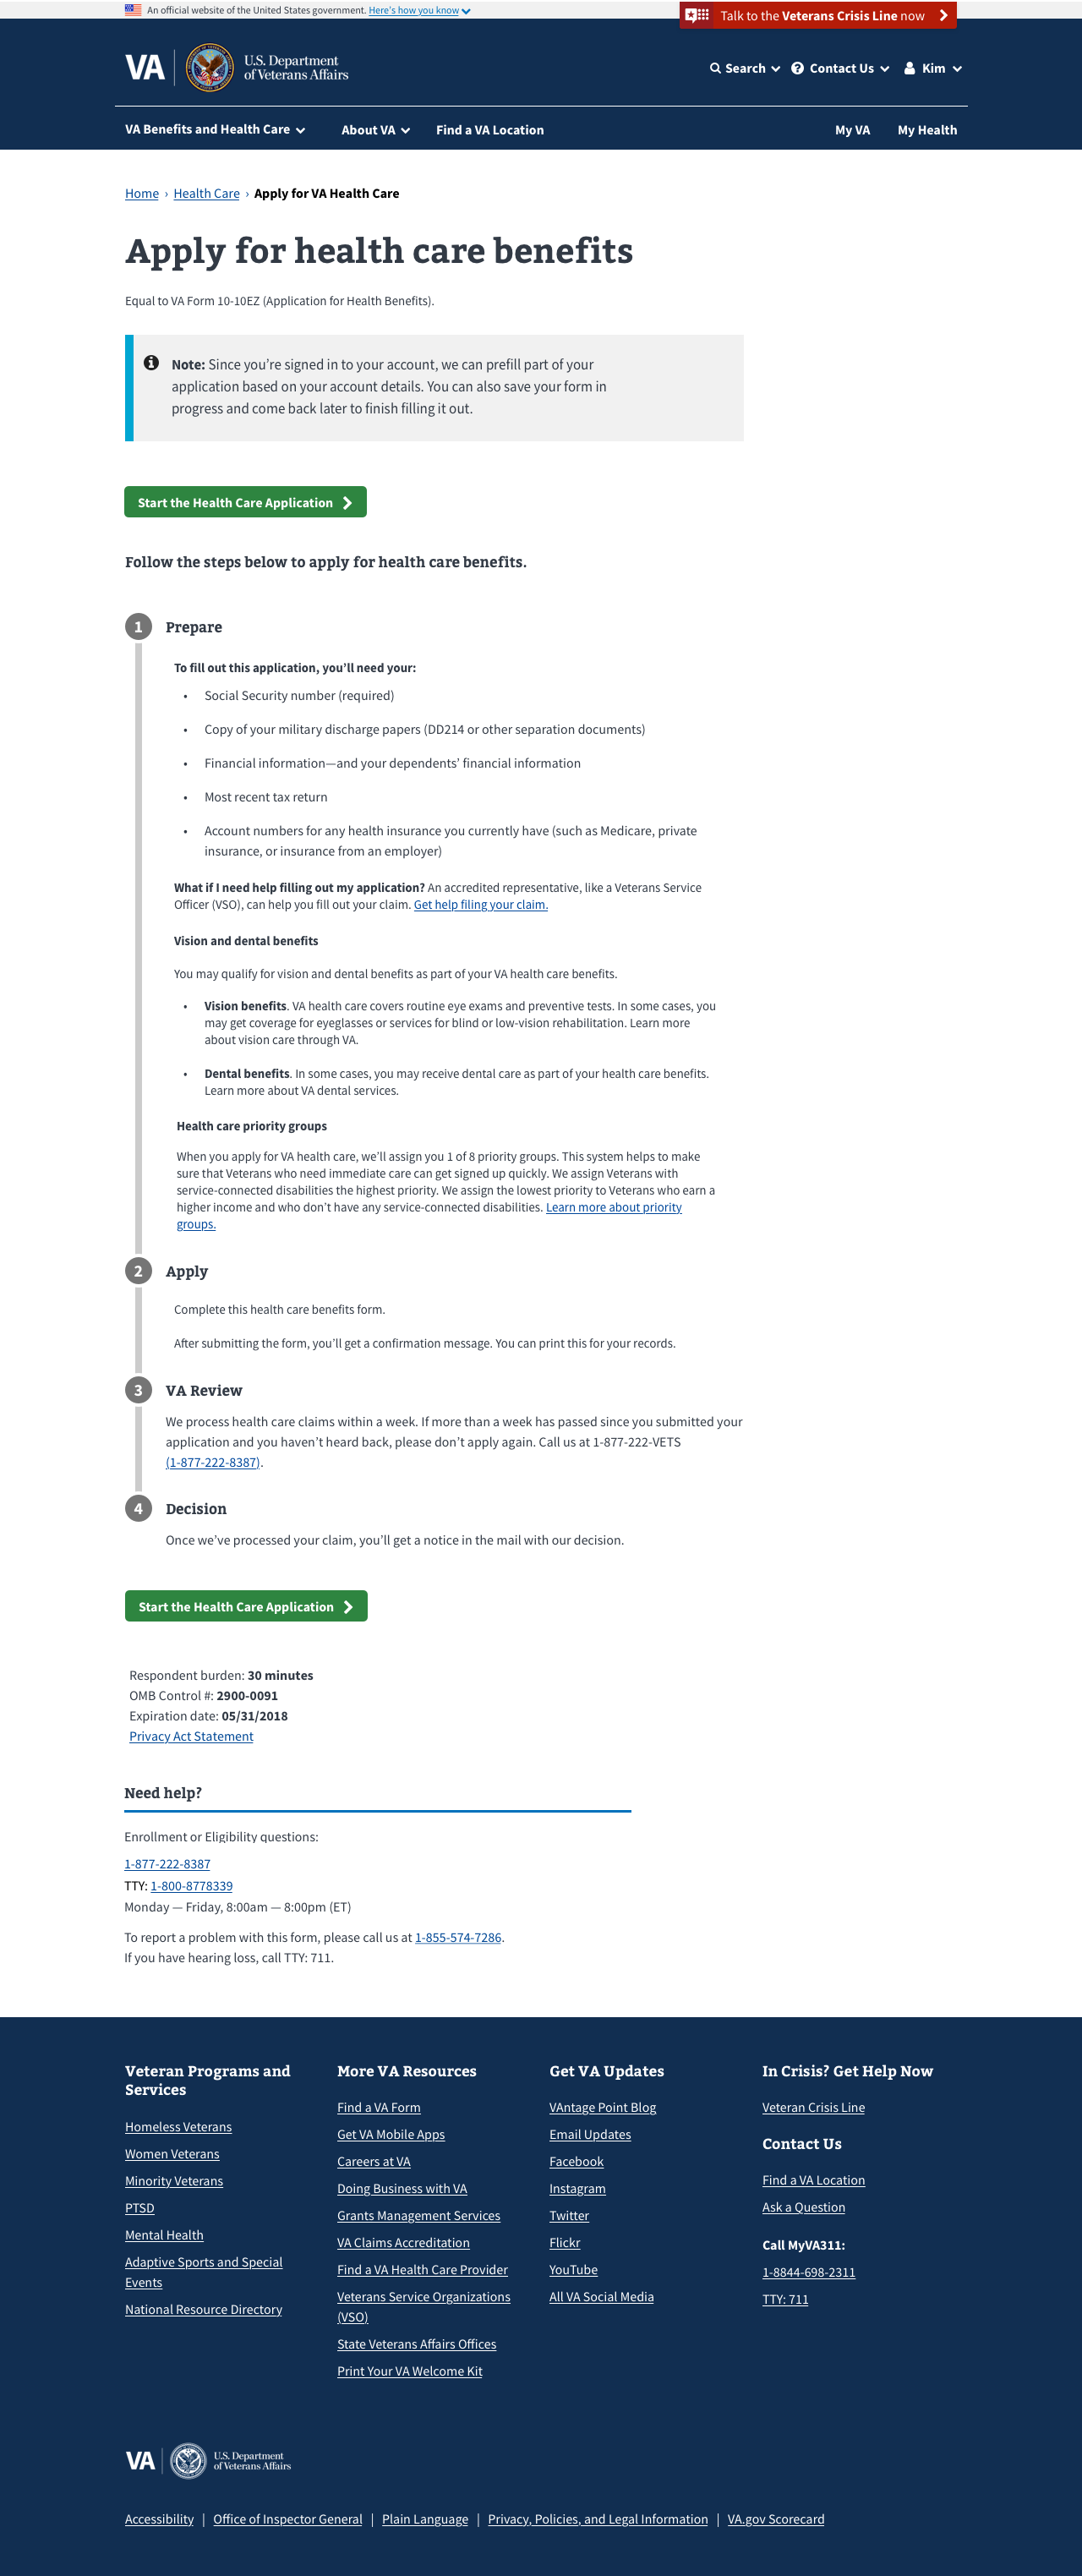 An official website of the United States government. Here's how you know
Talk to the Veterans Crisis Line now
VA
U.S. Department
of Veterans Affairs
Search
Contact Us
Kim
VA Benefits and Health Care
About VA
Find a VA Location
My VA
My Health
Home › Health Care › Apply for VA Health Care
Apply for health care benefits
Equal to VA Form 10-10EZ (Application for Health Benefits).
Note: Since you’re signed in to your account, we can prefill part of your
application based on your account details. You can also save your form in
progress and come back later to finish filling it out.
Start the Health Care Application
Follow the steps below to apply for health care benefits.
1 Prepare
To fill out this application, you’ll need your:
• Social Security number (required)
• Copy of your military discharge papers (DD214 or other separation documents)
• Financial information—and your dependents’ financial information
• Most recent tax return
• Account numbers for any health insurance you currently have (such as Medicare, private
insurance, or insurance from an employer)
What if I need help filling out my application? An accredited representative, like a Veterans Service
Officer (VSO), can help you fill out your claim. Get help filing your claim.
Vision and dental benefits
You may qualify for vision and dental benefits as part of your VA health care benefits.
• Vision benefits. VA health care covers routine eye exams and preventive tests. In some cases, you
may get coverage for eyeglasses or services for blind or low-vision rehabilitation. Learn more
about vision care through VA.
• Dental benefits. In some cases, you may receive dental care as part of your health care benefits.
Learn more about VA dental services.
Health care priority groups
When you apply for VA health care, we’ll assign you 1 of 8 priority groups. This system helps to make
sure that Veterans who need immediate care can get signed up quickly. We assign Veterans with
service-connected disabilities the highest priority. We assign the lowest priority to Veterans who earn a
higher income and who don’t have any service-connected disabilities. Learn more about priority
groups.
2 Apply
Complete this health care benefits form.
After submitting the form, you’ll get a confirmation message. You can print this for your records.
3 VA Review
We process health care claims within a week. If more than a week has passed since you submitted your
application and you haven’t heard back, please don’t apply again. Call us at 1-877-222-VETS
(1-877-222-8387).
4 Decision
Once we’ve processed your claim, you’ll get a notice in the mail with our decision.
Start the Health Care Application
Respondent burden: 30 minutes
OMB Control #: 2900-0091
Expiration date: 05/31/2018
Privacy Act Statement
Need help?
Enrollment or Eligibility questions:
1-877-222-8387
TTY: 1-800-8778339
Monday — Friday, 8:00am — 8:00pm (ET)
To report a problem with this form, please call us at 1-855-574-7286.
If you have hearing loss, call TTY: 711.
Veteran Programs and
Services
Homeless Veterans
Women Veterans
Minority Veterans
PTSD
Mental Health
Adaptive Sports and Special
Events
National Resource Directory
More VA Resources
Find a VA Form
Get VA Mobile Apps
Careers at VA
Doing Business with VA
Grants Management Services
VA Claims Accreditation
Find a VA Health Care Provider
Veterans Service Organizations
(VSO)
State Veterans Affairs Offices
Print Your VA Welcome Kit
Get VA Updates
VAntage Point Blog
Email Updates
Facebook
Instagram
Twitter
Flickr
YouTube
All VA Social Media
In Crisis? Get Help Now
Veteran Crisis Line
Contact Us
Find a VA Location
Ask a Question
Call MyVA311:
1-8844-698-2311
TTY: 711
VA
U.S. Department
of Veterans Affairs
Accessibility | Office of Inspector General | Plain Language | Privacy, Policies, and Legal Information | VA.gov Scorecard